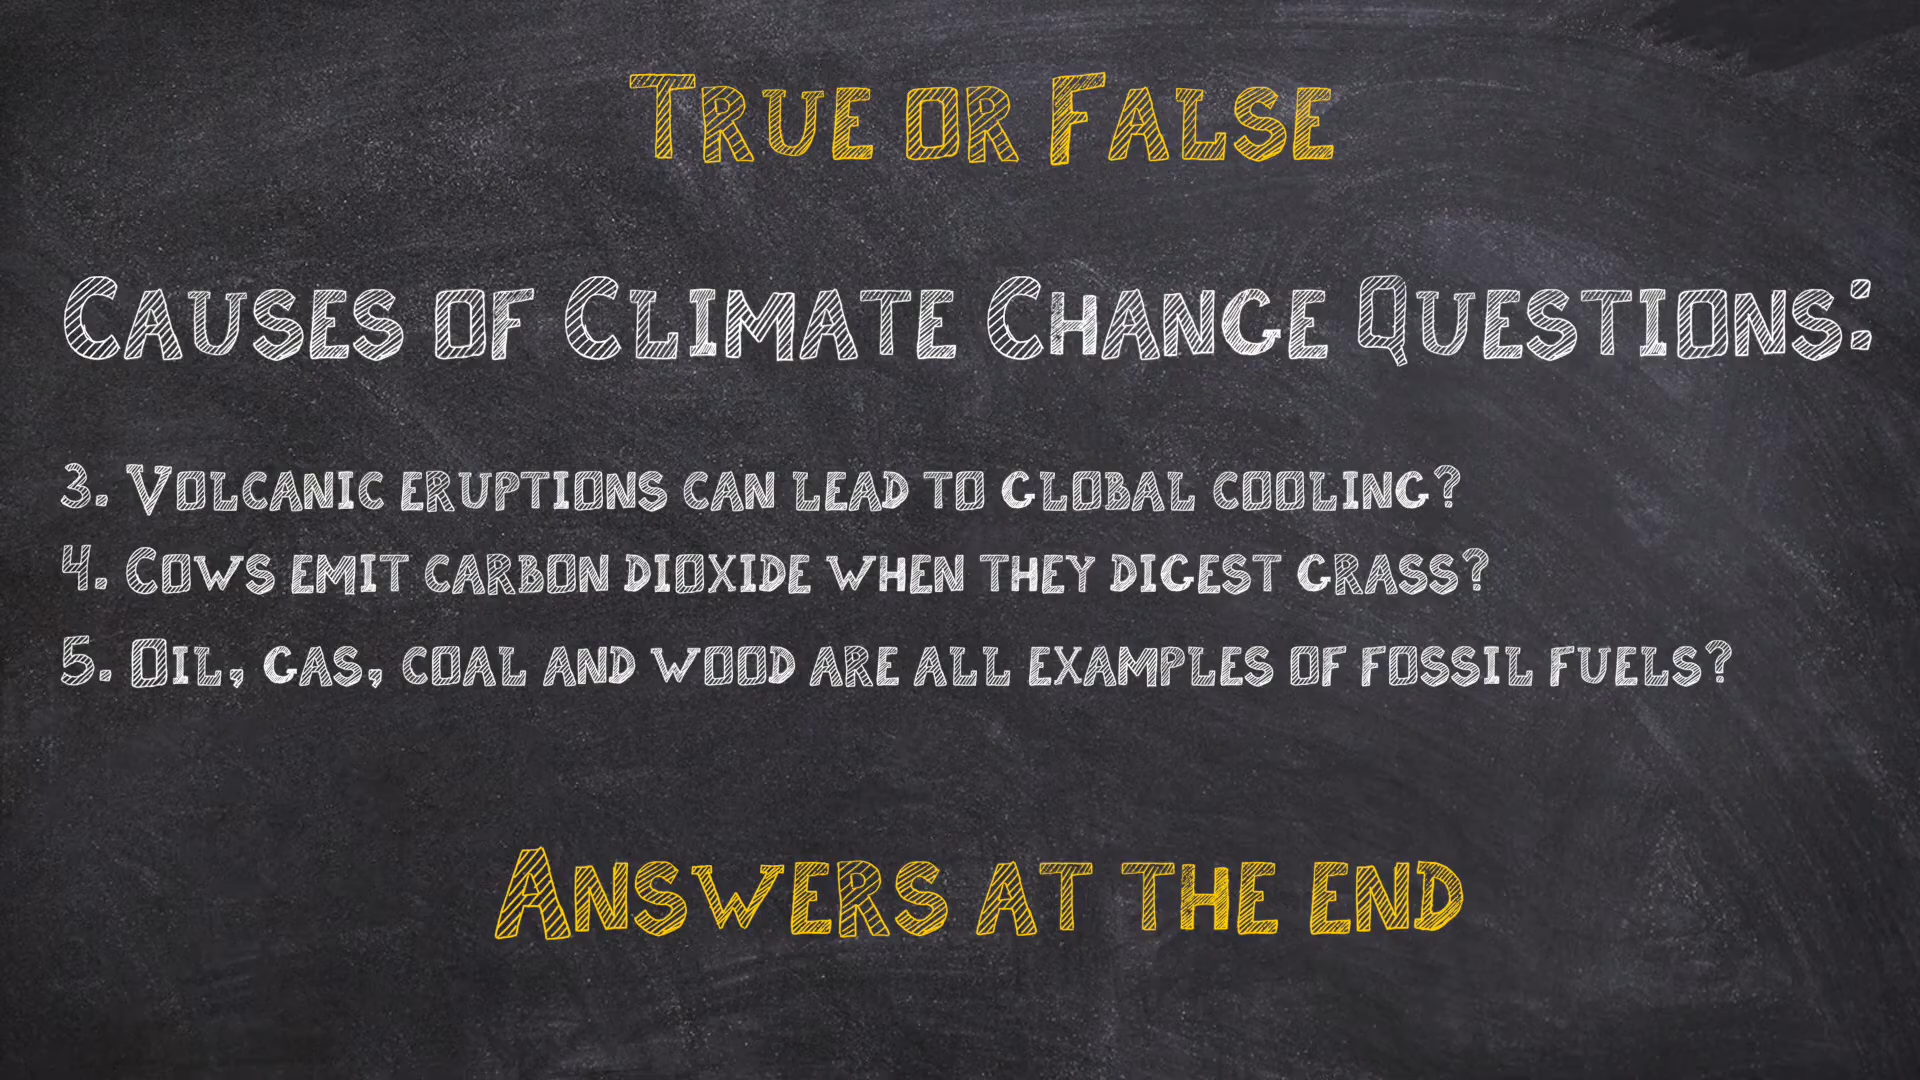 True or False
Causes of Climate Change Questions:
3. Volcanic eruptions can lead to global cooling?
4. Cows emit carbon dioxide when they digest grass?
5. Oil, gas, coal and wood are all examples of fossil fuels?
Answers at the end